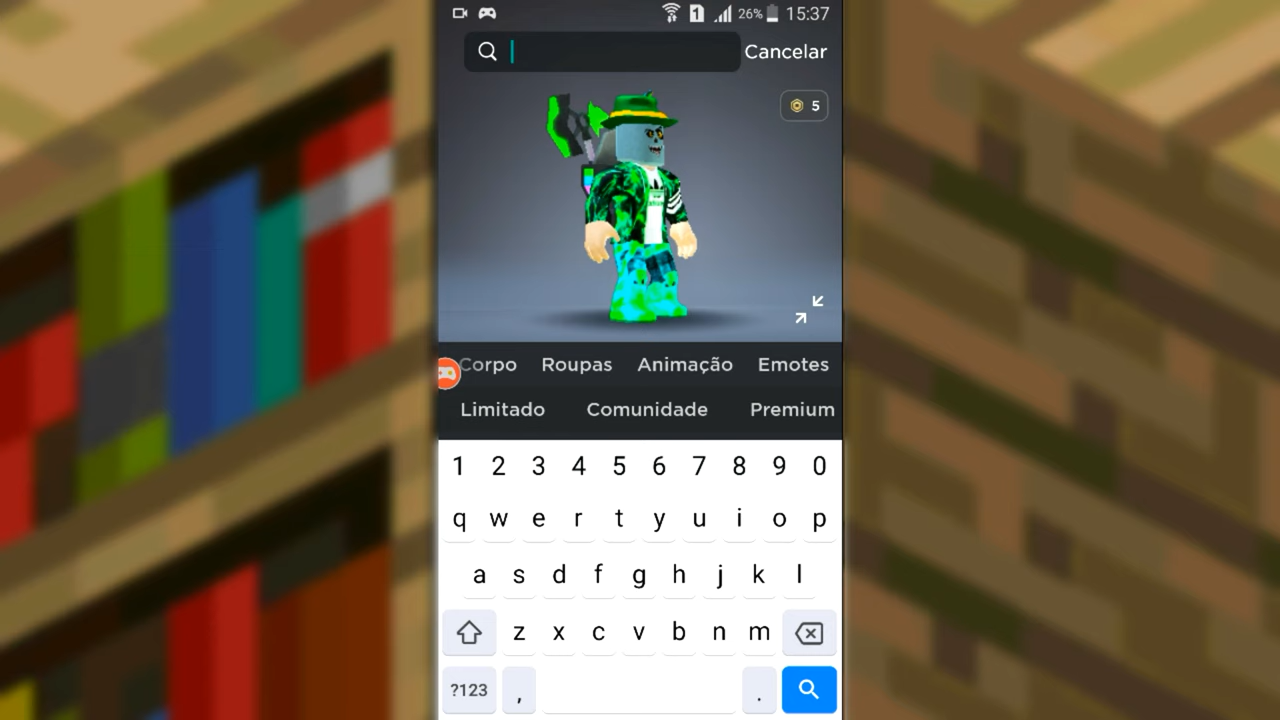 1 26% 15:37
Cancelar
5
Corpo Roupas Animação Emotes
Limitado Comunidade Premium
1 2 3 4 5 6 7 8 9 0
q w e r t y u i o p
a s d f g h j k l
z x c v b n m
?123 , .